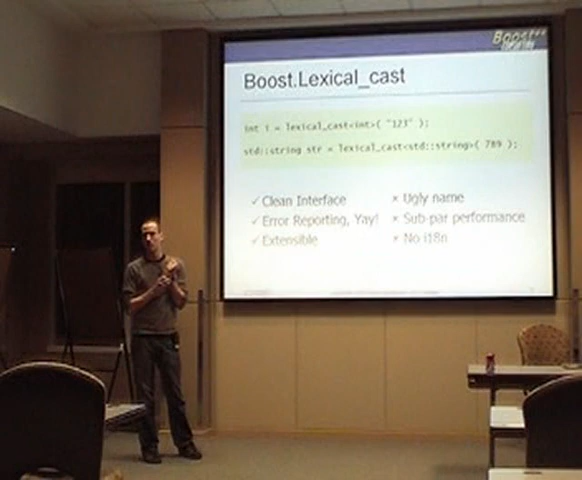 Boost
Boost.Lexical_cast
int i = lexical_cast<int>( "123" );
std::string str = lexical_cast<std::string>( 789 );
✓ Clean Interface
✓ Error Reporting, Yay!
✓ Extensible
× Ugly name
× Sub-par performance
× No i18n